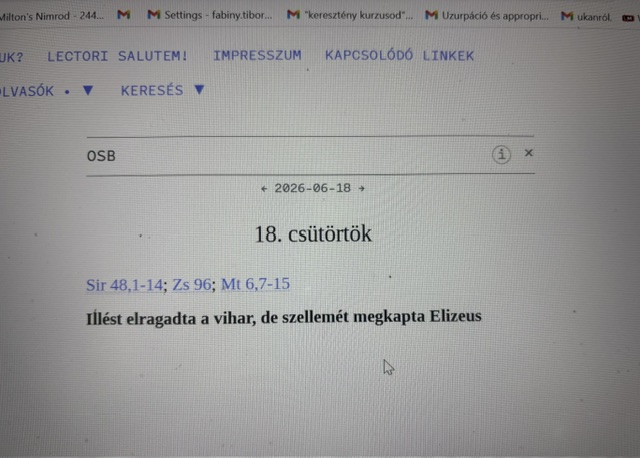 Milton's Nimrod - 244... Settings - fabiny.tibor... "keresztény kurzusod"... Uzurpáció és appropri... ukanról,
UK? LECTORI SALUTEM! IMPRESSZUM KAPCSOLÓDÓ LINKEK
OLVASÓK • ▼ KERESÉS ▼
OSB i ×
← 2026-06-18 →
18. csütörtök
Sir 48,1-14; Zs 96; Mt 6,7-15
Illést elragadta a vihar, de szellemét megkapta Elizeus